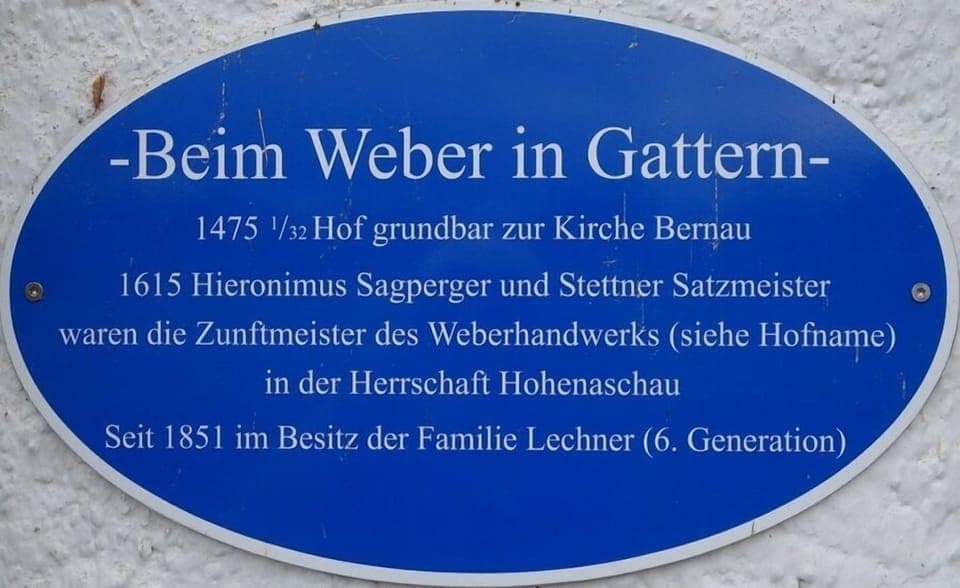 -Beim Weber in Gattern-
1475 1/32 Hof grundbar zur Kirche Bernau
1615 Hieronimus Sagperger und Stettner Satzmeister
waren die Zunftmeister des Weberhandwerks (siehe Hofname)
in der Herrschaft Hohenaschau
Seit 1851 im Besitz der Familie Lechner (6. Generation)